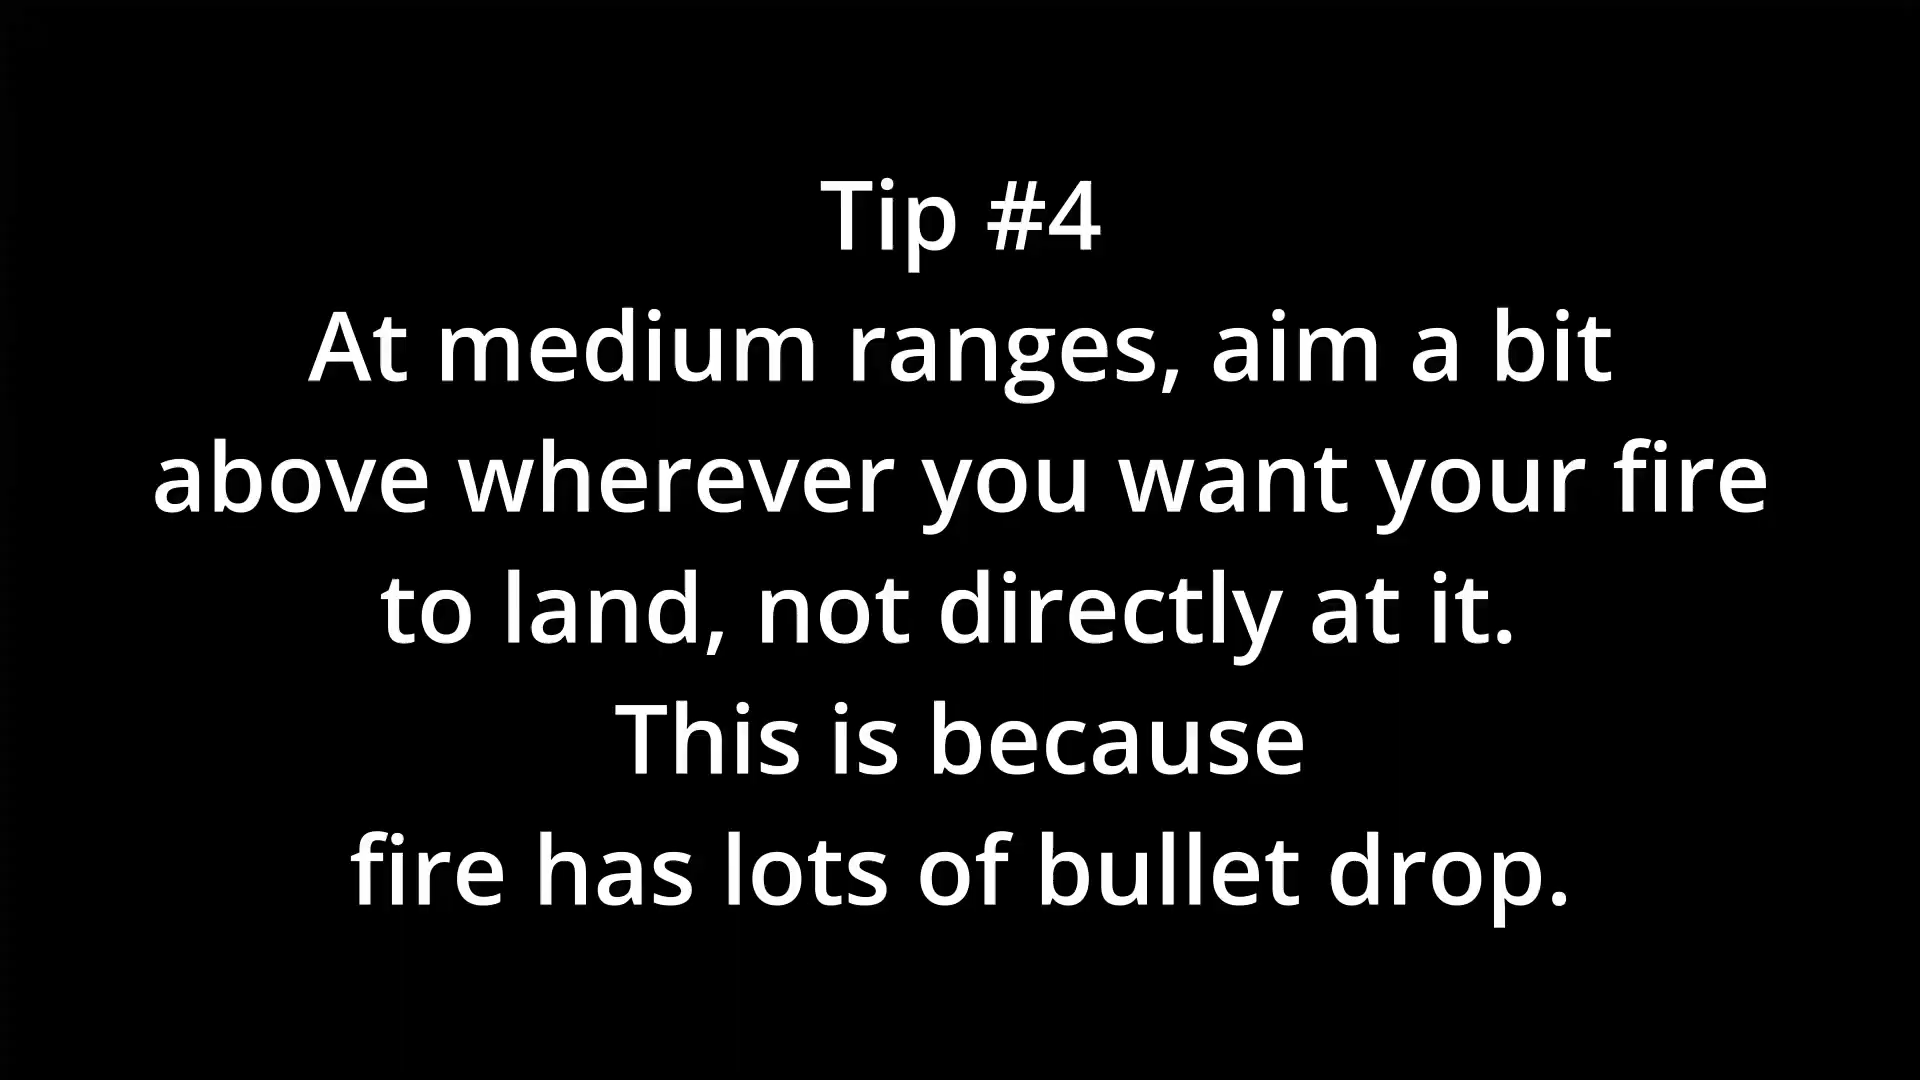 Tip #4
At medium ranges, aim a bit
above wherever you want your fire
to land, not directly at it.
This is because
fire has lots of bullet drop.